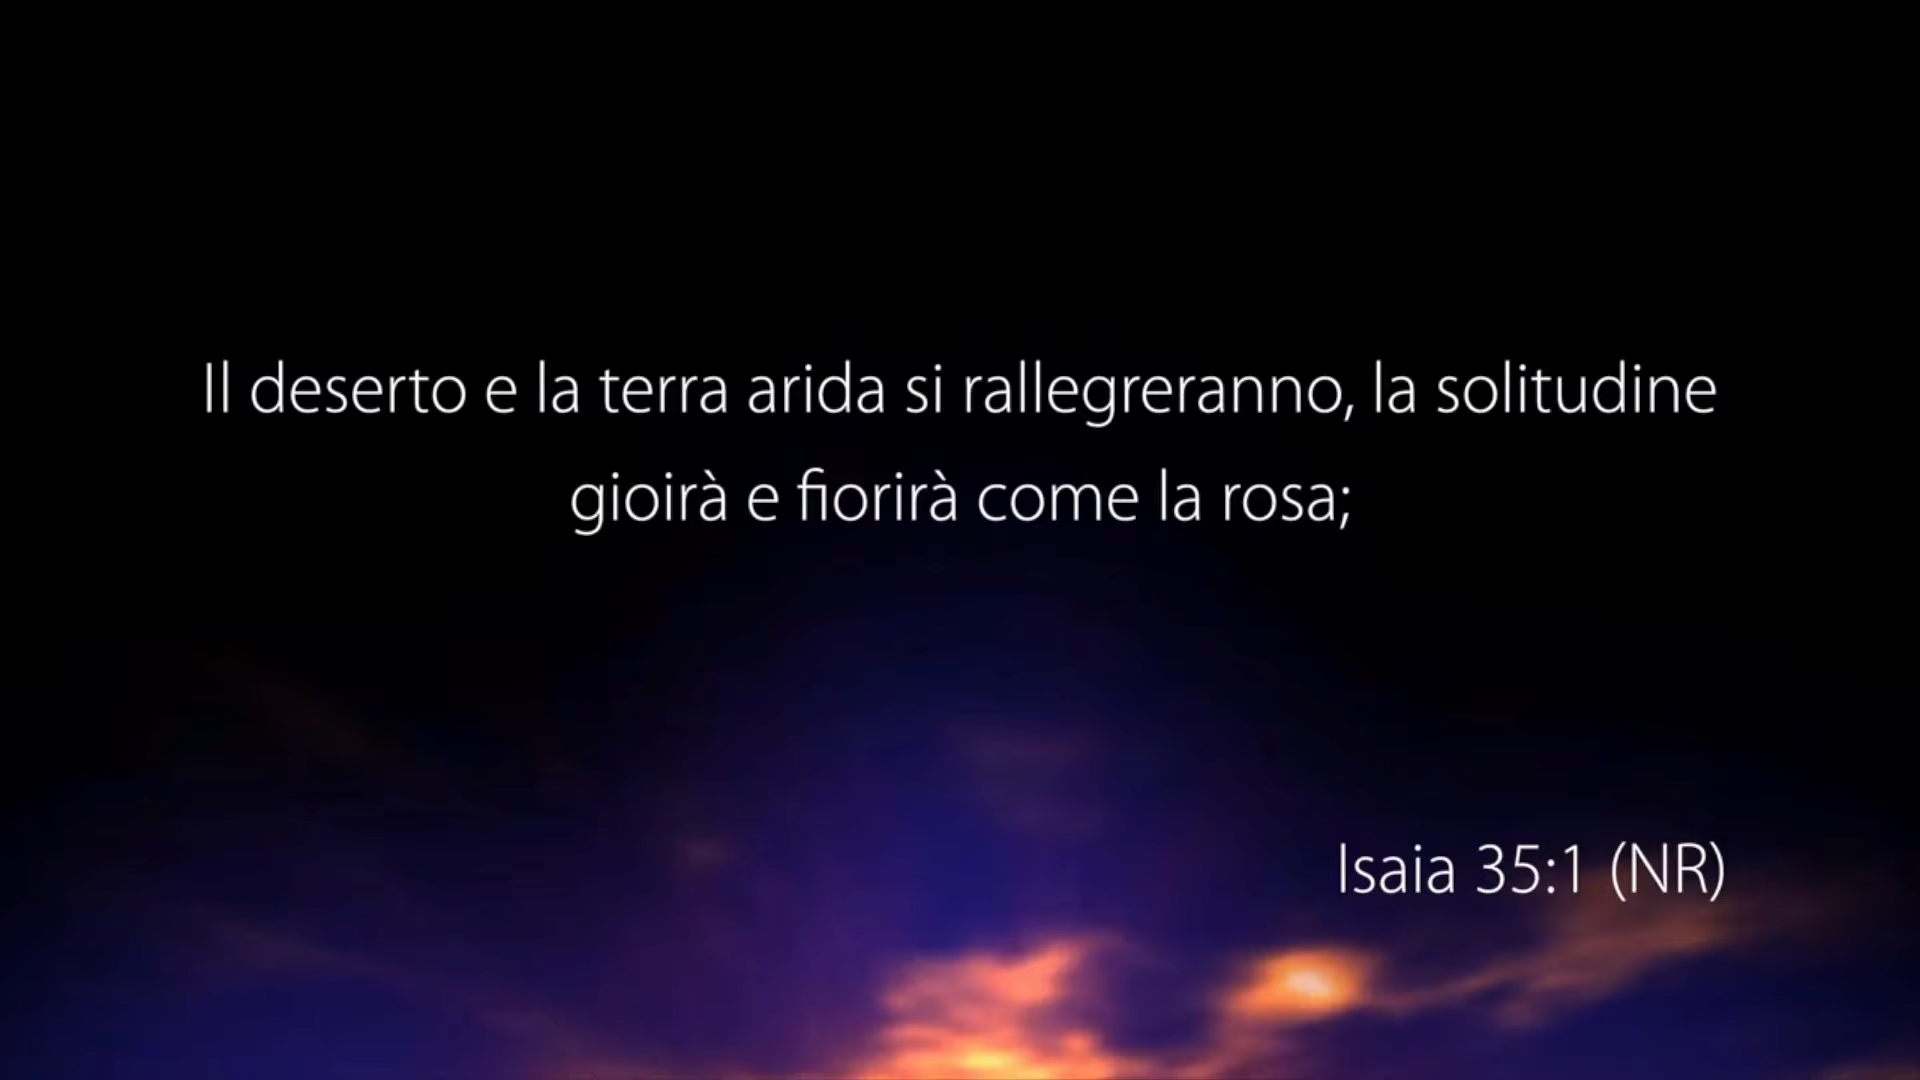 Il deserto e la terra arida si rallegreranno, la solitudine
gioirà e fiorirà come la rosa;
Isaia 35:1 (NR)